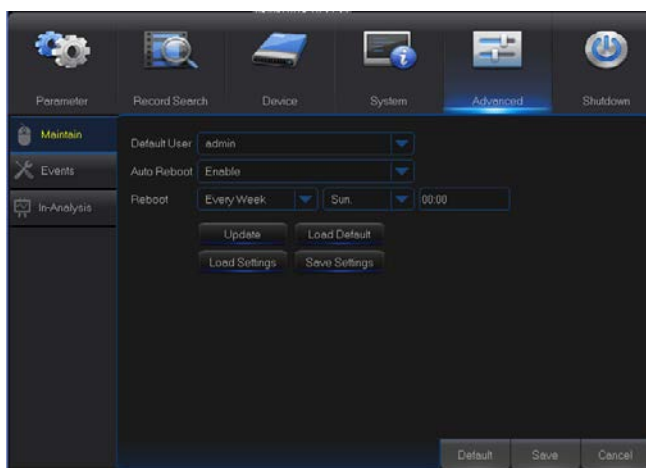 Parameter Record Search Device System Advanced Shutdown
Maintain
Events
In-Analysis
Default User admin
Auto Reboot Enable
Reboot Every Week Sun. 00:00
Update Load Default
Load Settings Save Settings
Default Save Cancel